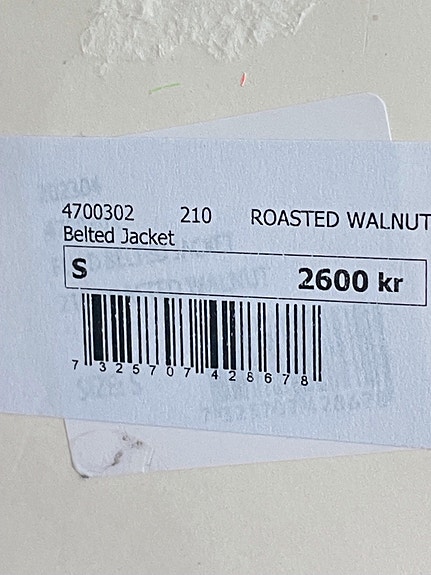 4700302 210 ROASTED WALNUT
Belted Jacket
S 2600 kr
7 325707 428678